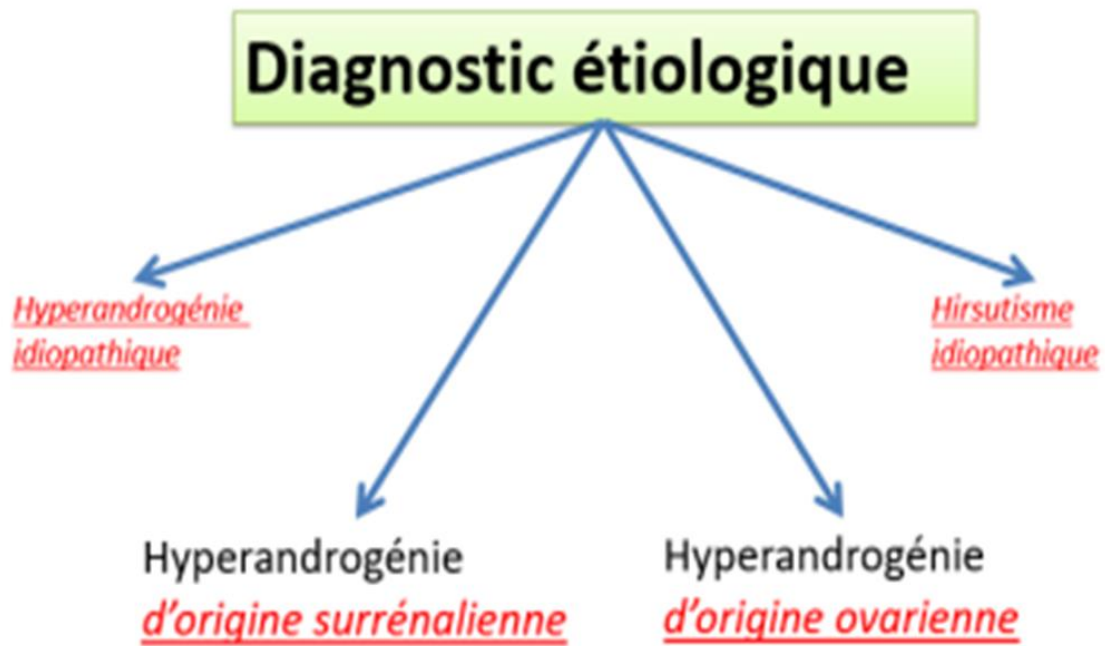 Diagnostic étiologique
Hyperandrogénie
idiopathique
Hirsutisme
idiopathique
Hyperandrogénie
d'origine surrénalienne
Hyperandrogénie
d'origine ovarienne